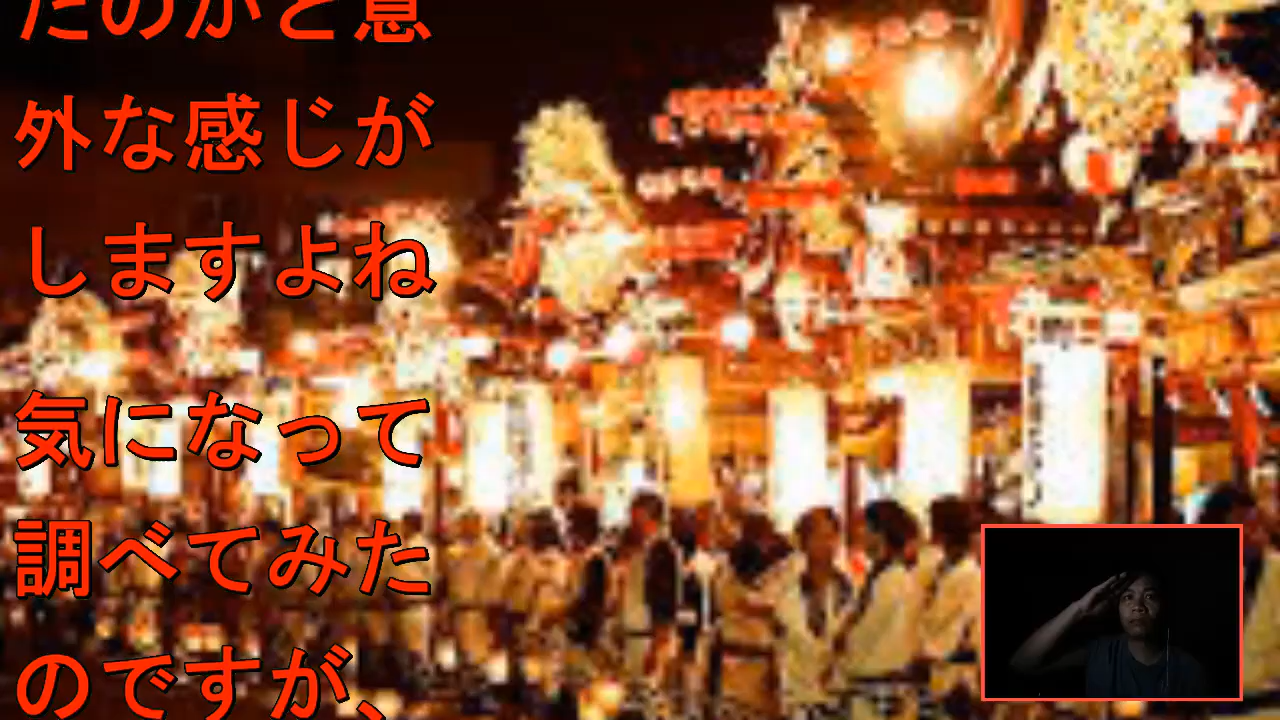 たのかと意
外な感じが
しますよね
気になって
調べてみた
のですが、